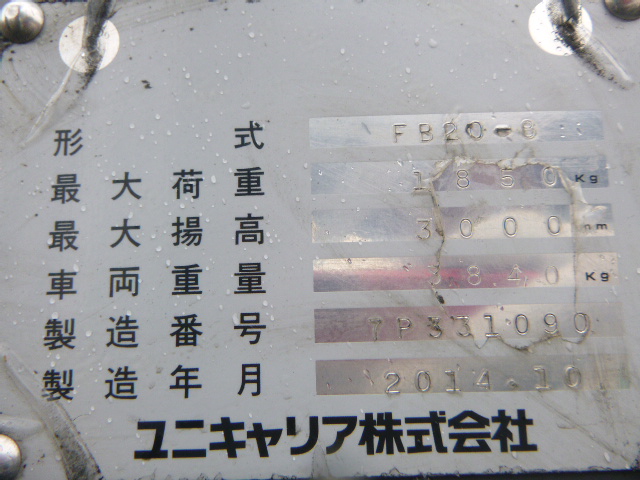 形式 FB20-8
最大荷重 1850 Kg
最大揚高 3000 mm
車両重量 3840 Kg
製造番号 7P331090
製造年月 2014.10
ユニキャリア株式会社